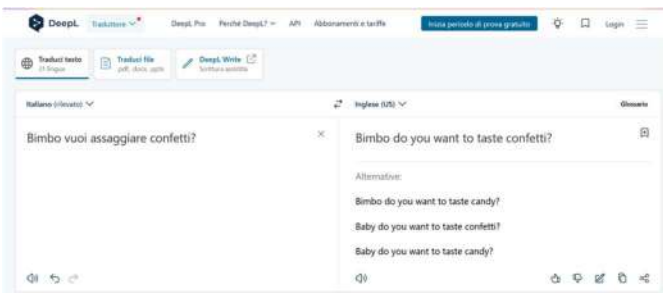 DeepL Traduttore DeepL Pro Perché DeepL? API Abbonamenti e tariffe Inizia periodo di prova gratuito Login
Traduci testo
31 lingue
Traduci file
.pdf, .docx, .pptx
DeepL Write
Scrittura assistita
Italiano (rilevato)
Inglese (US)
Glossario
Bimbo vuoi assaggiare confetti?
Bimbo do you want to taste confetti?
Alternative:
Bimbo do you want to taste candy?
Baby do you want to taste confetti?
Baby do you want to taste candy?